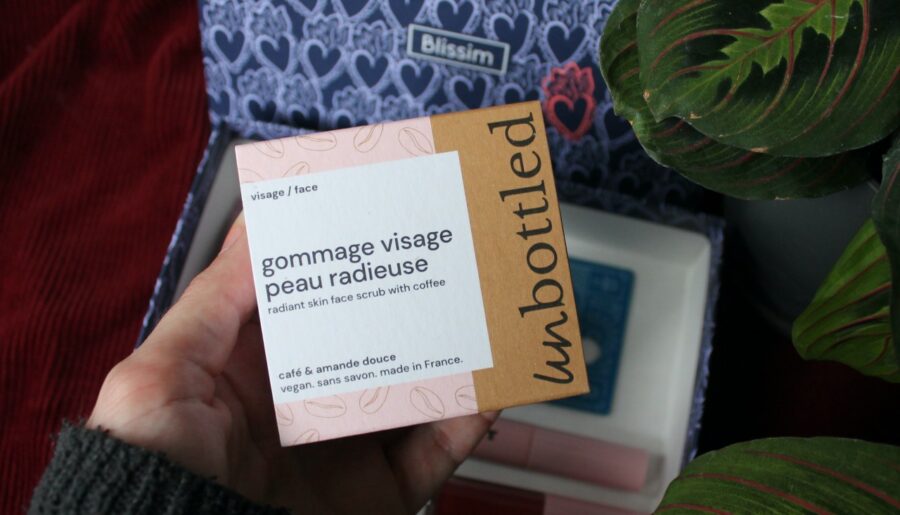 Blissim
visage / face
gommage visage
peau radieuse
radiant skin face scrub with coffee
café & amande douce
vegan. sans savon. made in France.
unbottled